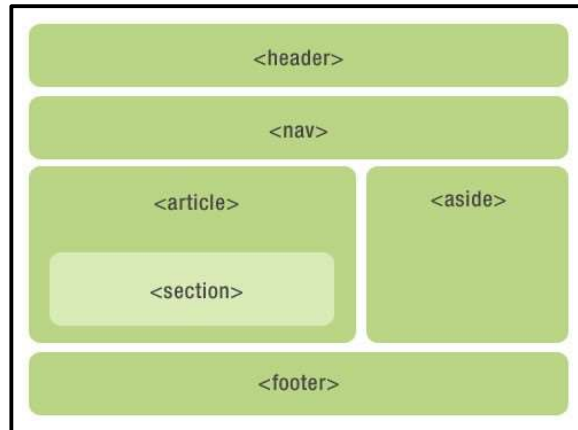 <header>
<nav>
<article>
<aside>
<section>
<footer>